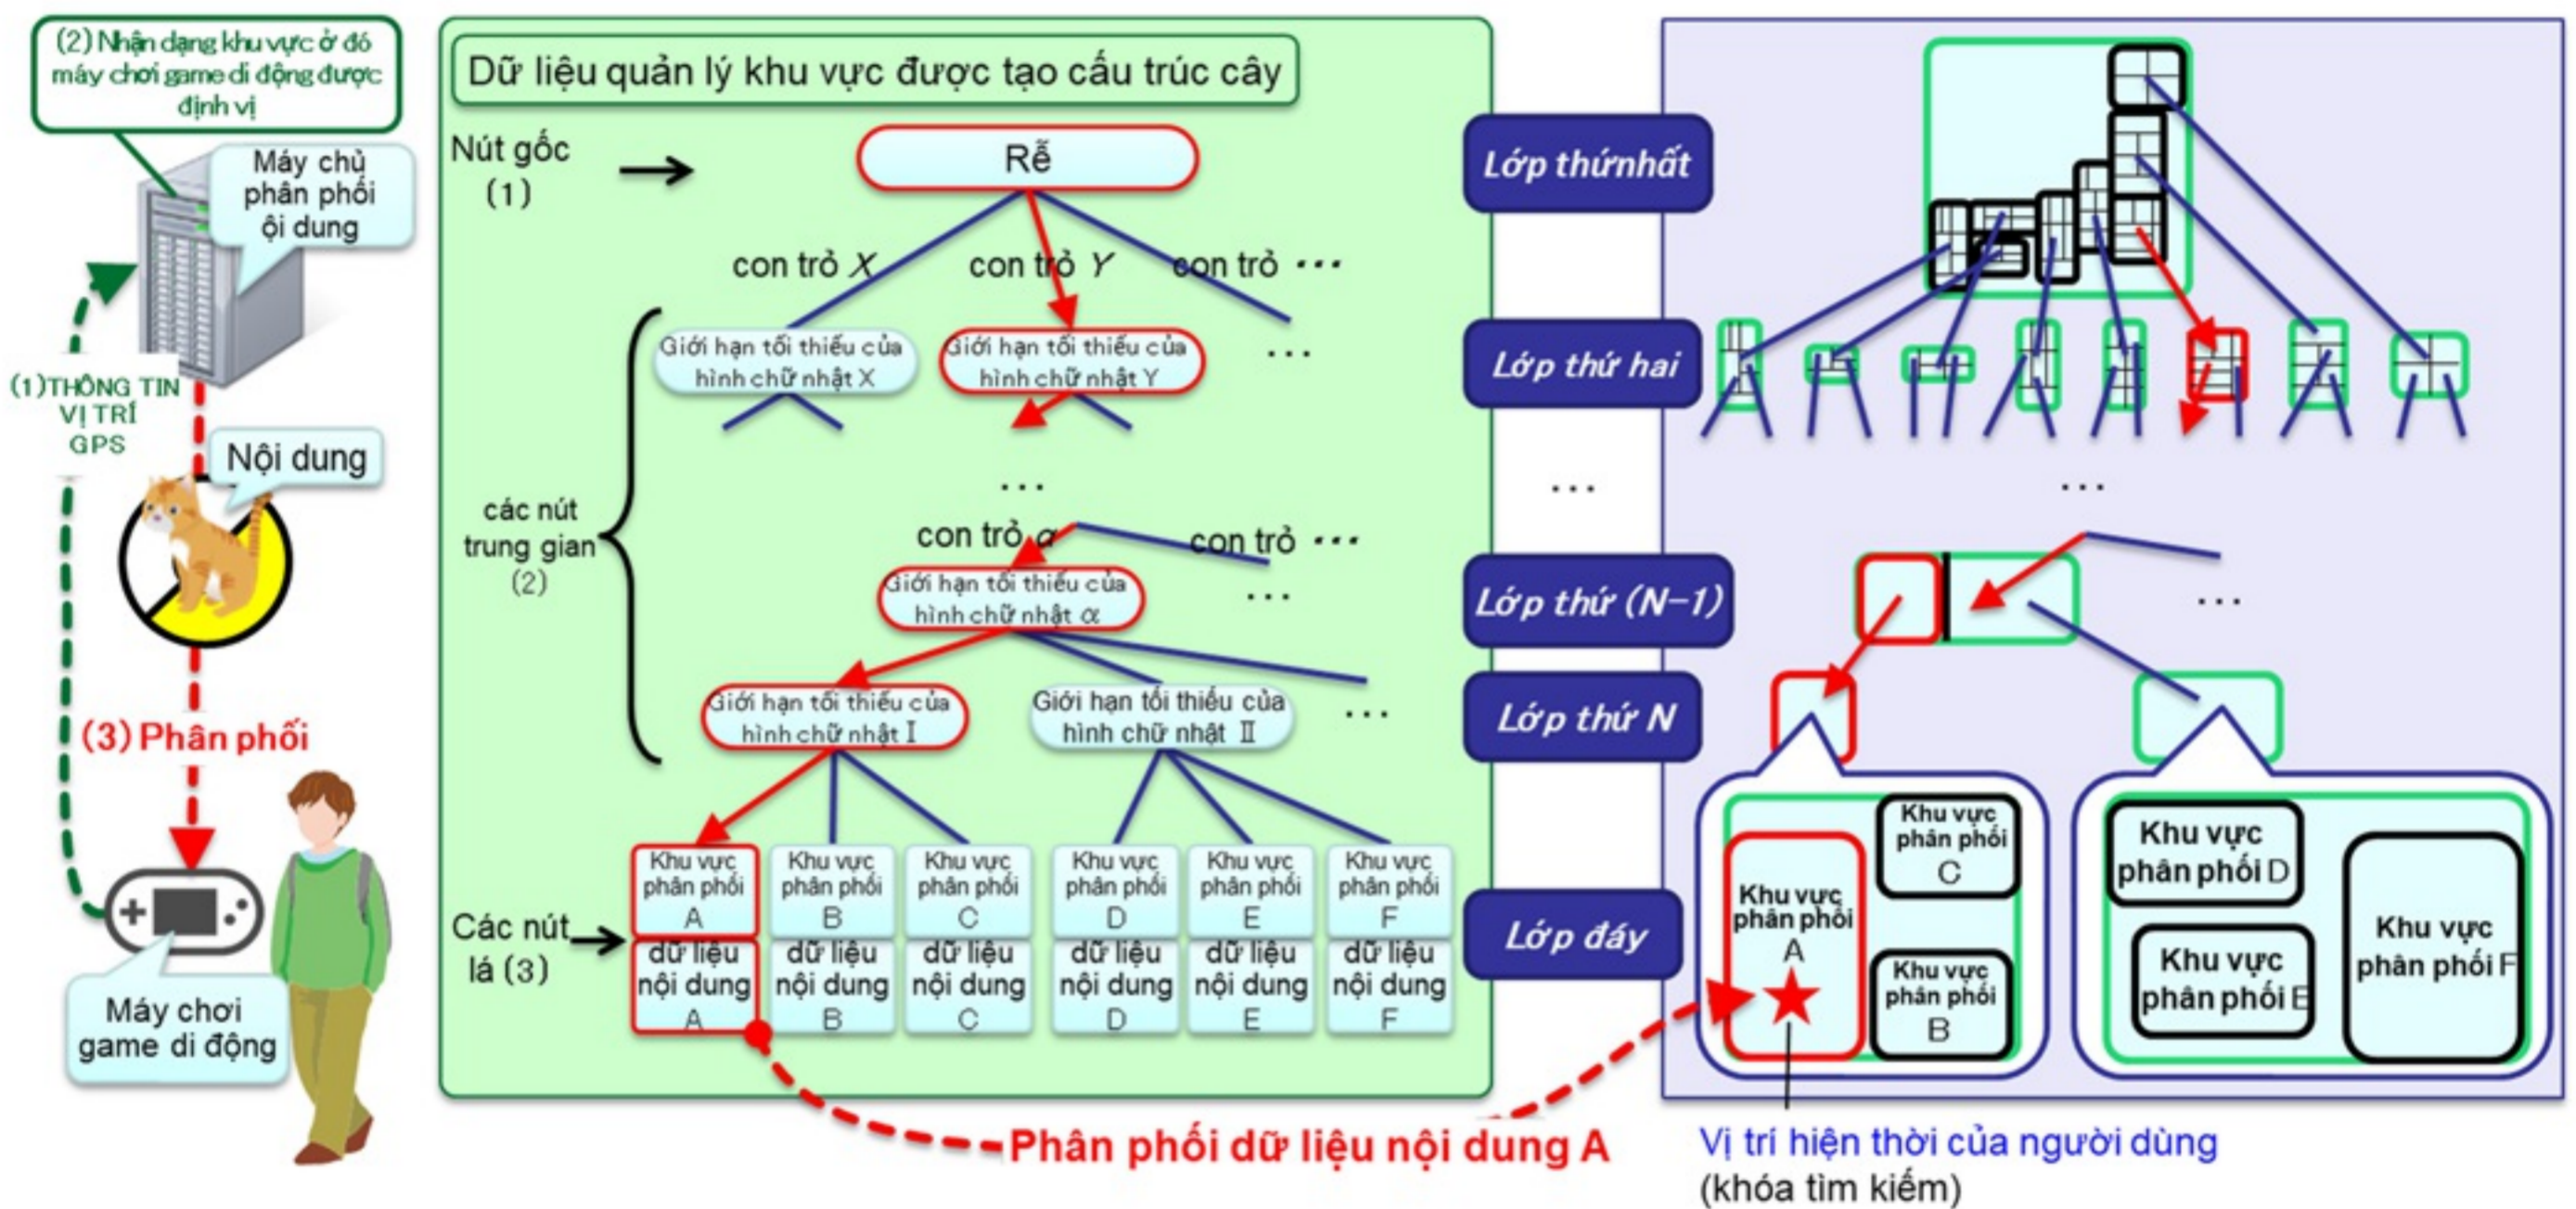 (2) Nhận dạng khu vực ở đó
máy chơi game di động được
định vị
Máy chủ
phân phối
ội dung
(1)THÔNG TIN
VỊ TRÍ
GPS
Nội dung
(3) Phân phối
Máy chơi
game di động
Dữ liệu quản lý khu vực được tạo cấu trúc cây
Nút gốc
(1)
Rễ
con trỏ X
con trỏ Y
con trỏ ...
Giới hạn tối thiếu của
hình chữ nhật X
Giới hạn tối thiếu của
hình chữ nhật Y
...
...
các nút
trung gian
(2)
con trỏ α
con trỏ ...
Giới hạn tối thiếu của
hình chữ nhật α
...
Giới hạn tối thiếu của
hình chữ nhật I
Giới hạn tối thiếu của
hình chữ nhật II
...
Các nút
lá (3)
Khu vực
phân phối
A
Khu vực
phân phối
B
Khu vực
phân phối
C
Khu vực
phân phối
D
Khu vực
phân phối
E
Khu vực
phân phối
F
dữ liệu
nội dung
A
dữ liệu
nội dung
B
dữ liệu
nội dung
C
dữ liệu
nội dung
D
dữ liệu
nội dung
E
dữ liệu
nội dung
F
Lớp thứnhất
Lớp thứ hai
...
Lớp thứ (N-1)
Lớp thứ N
Lớp đáy
...
...
Khu vực
phân phối
A
Khu vực
phân phối
C
Khu vực
phân phối
B
Khu vực
phân phối D
Khu vực
phân phối E
Khu vực
phân phối F
Phân phối dữ liệu nội dung A
Vị trí hiện thời của người dùng
(khóa tìm kiếm)